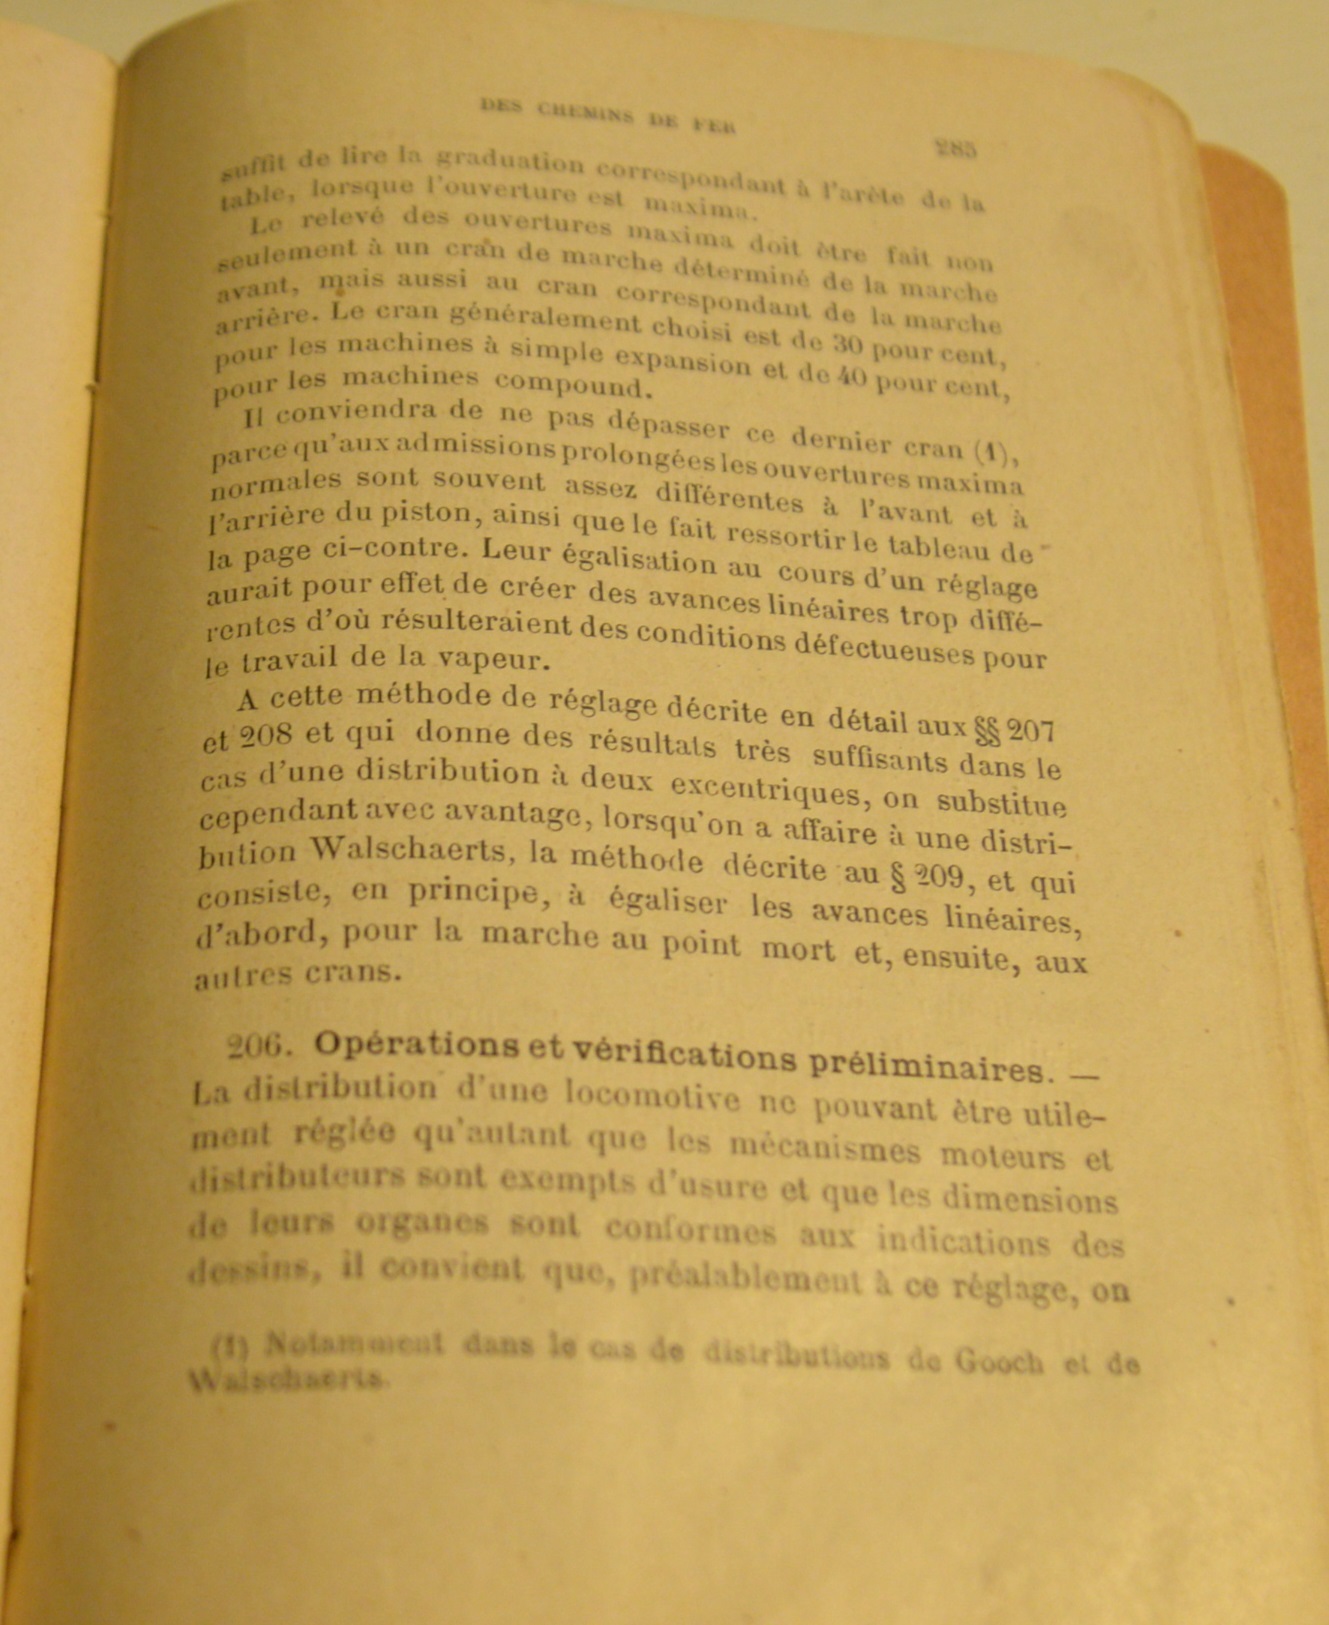 DES CHEMINS DE FER
285
suffit de lire la graduation correspondant à l'arête de la
table, lorsque l'ouverture est maxima.
Le relevé des ouvertures maxima doit être fait non
seulement à un cran de marche déterminé de la marche
avant, mais aussi au cran correspondant de la marche
arrière. Le cran généralement choisi est de 30 pour cent,
pour les machines à simple expansion et de 40 pour cent,
pour les machines compound.
Il conviendra de ne pas dépasser ce dernier cran (1),
parce qu'aux admissions prolongées les ouvertures maxima
normales sont souvent assez différentes à l'avant et à
l'arrière du piston, ainsi que le fait ressortir le tableau de
la page ci-contre. Leur égalisation au cours d'un réglage
aurait pour effet de créer des avances linéaires trop diffé-
rentes d'où résulteraient des conditions défectueuses pour
le travail de la vapeur.
A cette méthode de réglage décrite en détail aux §§ 207
et 208 et qui donne des résultats très suffisants dans le
cas d'une distribution à deux excentriques, on substitue
cependant avec avantage, lorsqu'on a affaire à une distri-
bution Walschaerts, la méthode décrite au § 209, et qui
consiste, en principe, à égaliser les avances linéaires,
d'abord, pour la marche au point mort et, ensuite, aux
autres crans.
206. Opérations et vérifications préliminaires. —
La distribution d'une locomotive ne pouvant être utile-
ment réglée qu'autant que les mécanismes moteurs et
distributeurs sont exempts d'usure et que les dimensions
de leurs organes sont conformes aux indications des
dessins, il convient que, préalablement à ce réglage, on
(1) Notamment dans le cas de distributions de Gooch et de
Walschaerts.